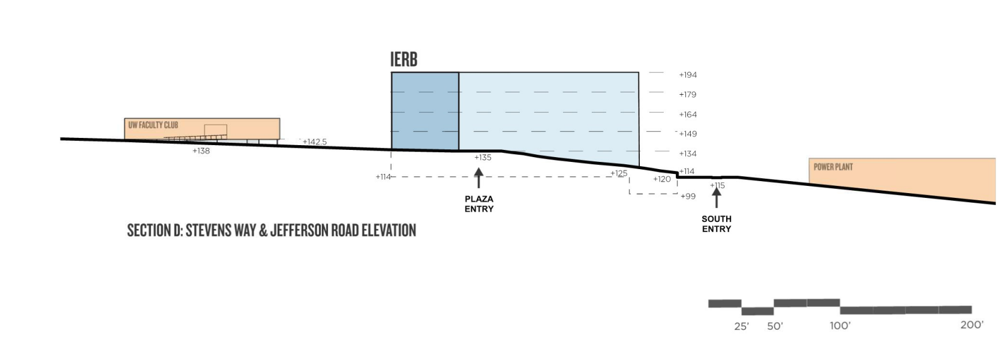 IERB
+194
+179
+164
UW FACULTY CLUB
+149
+142.5
+138
+134
+135
POWER PLANT
+125
+114
+114
+120
+115
+99
PLAZA
ENTRY
SOUTH
ENTRY
SECTION D: STEVENS WAY & JEFFERSON ROAD ELEVATION
25' 50' 100' 200'